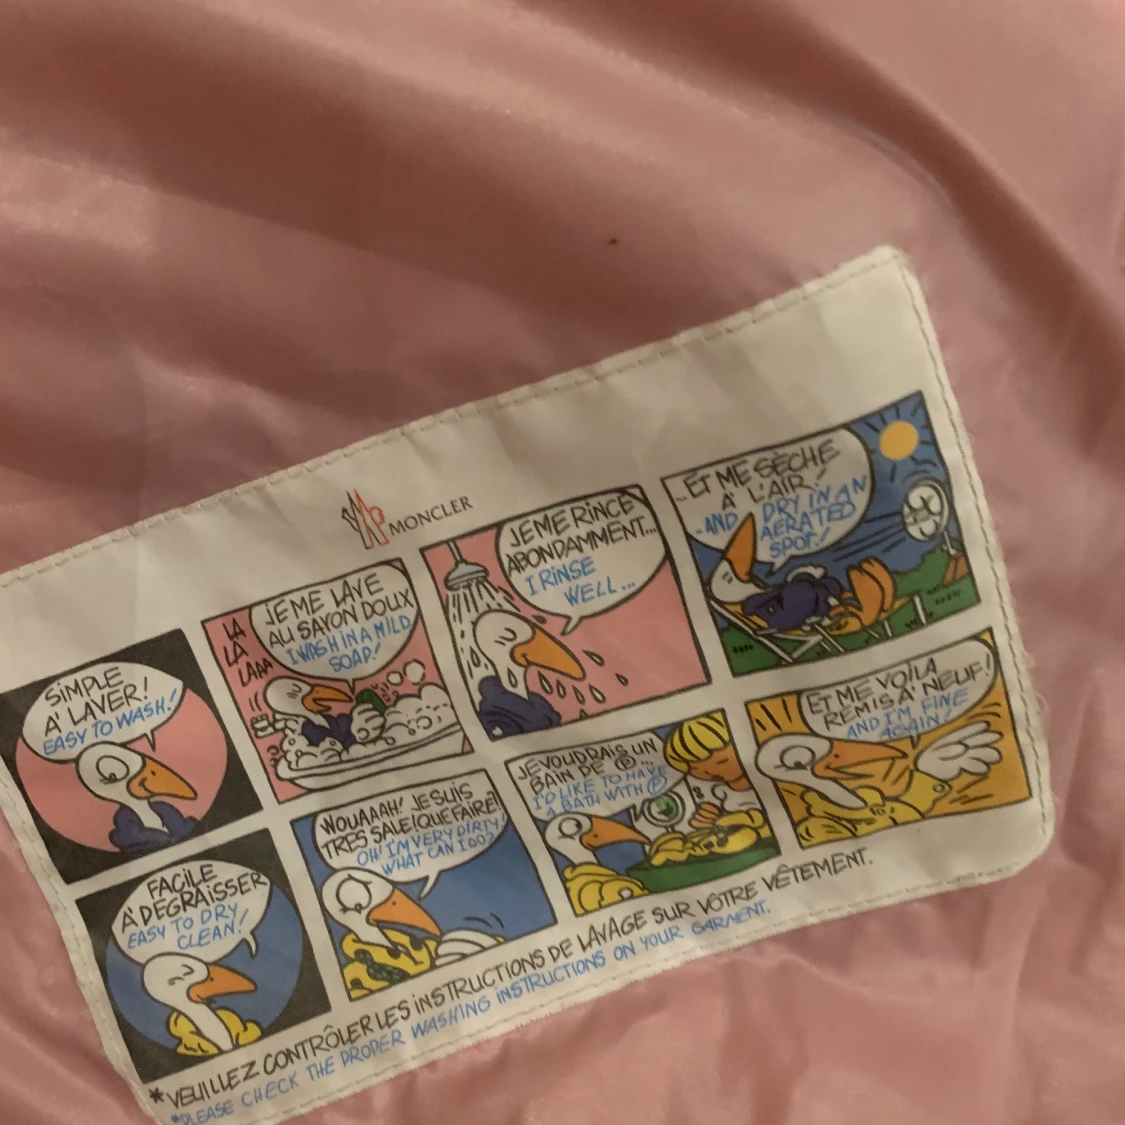 MONCLER
SIMPLE
À LAVER!
EASY TO WASH!
LA
LA
LAAA
JE ME LAVE
AU SAVON DOUX
I WASH IN A MILD
SOAP!
JE ME RINCE
ABONDAMMENT...
I RINSE
WELL...
...ET ME SÈCHE
À L'AIR!
..AND DRY IN AN
AERATED
SPOT!
FACILE
À DEGRAISSER
EASY TO DRY
CLEAN!
WOUAAAH! JE SUIS
TRES SALE! QUE FAIRE?
OH! I'M VERY DIRTY!
WHAT CAN I DO?
JE VOUDRAIS UN
BAIN DE Ⓟ...
I'D LIKE TO HAVE
A BATH WITH Ⓟ
ET ME VOILA
REMIS À NEUF!
AND I'M FINE
AGAIN!
*VEUILLEZ CONTRÔLER LES INSTRUCTIONS DE LAVAGE SUR VÔTRE VÊTEMENT.
*PLEASE CHECK THE PROPER WASHING INSTRUCTIONS ON YOUR GARMENT.